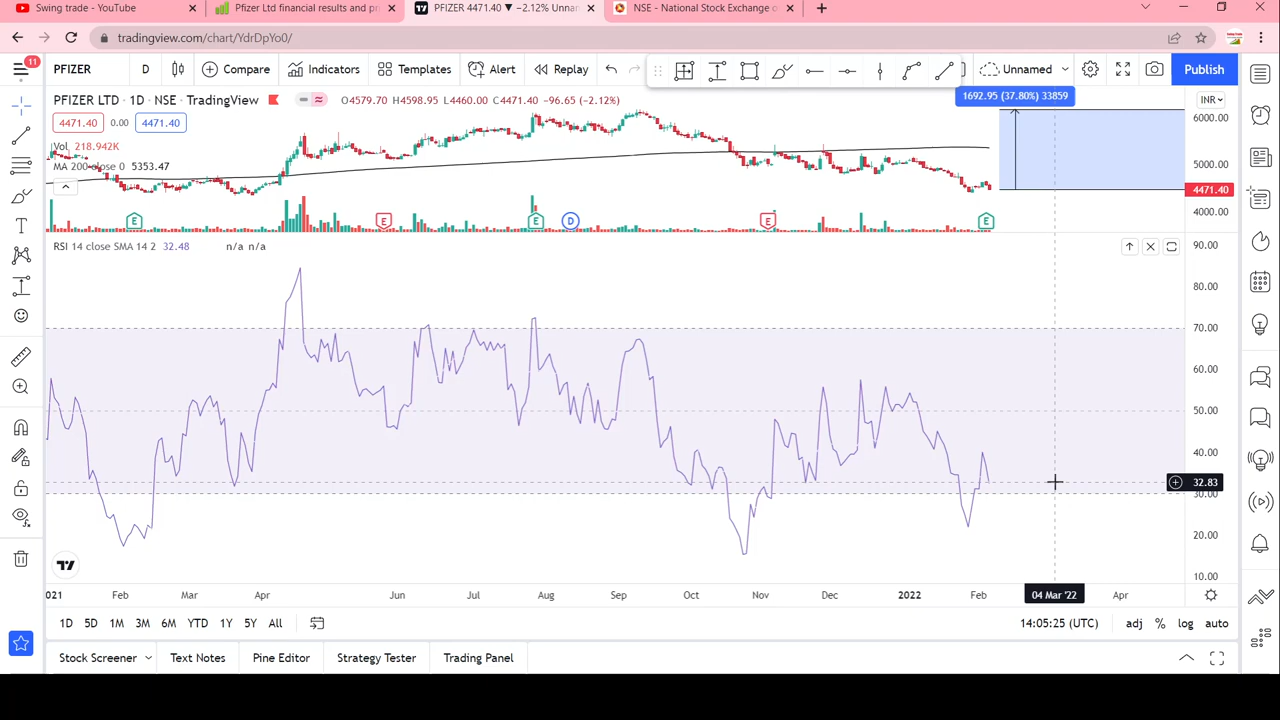 Swing trade - YouTube
Pfizer Ltd financial results and pr
PFIZER 4471.40 ▼ −2.12% Unnar
NSE - National Stock Exchange o
tradingview.com/chart/YdrDpYo0/
11
PFIZER
D
Compare
Indicators
Templates
Alert
Replay
Unnamed
Publish
PFIZER LTD · 1D · NSE · TradingView
O4579.70 H4598.95 L4460.00 C4471.40 −96.65 (−2.12%)
1692.95 (37.80%) 33859
INR
4471.40 0.00 4471.40
Vol 218.942K
MA 200 close 0 5353.47
6000.00
5000.00
4471.40
4000.00
E E E D E E
RSI 14 close SMA 14 2 32.48 n/a n/a
90.00
80.00
70.00
60.00
50.00
40.00
32.83
30.00
20.00
10.00
2021 Feb Mar Apr Jun Jul Aug Sep Oct Nov Dec 2022 Feb 04 Mar '22 Apr
1D 5D 1M 3M 6M YTD 1Y 5Y All
14:05:25 (UTC) adj % log auto
Stock Screener Text Notes Pine Editor Strategy Tester Trading Panel